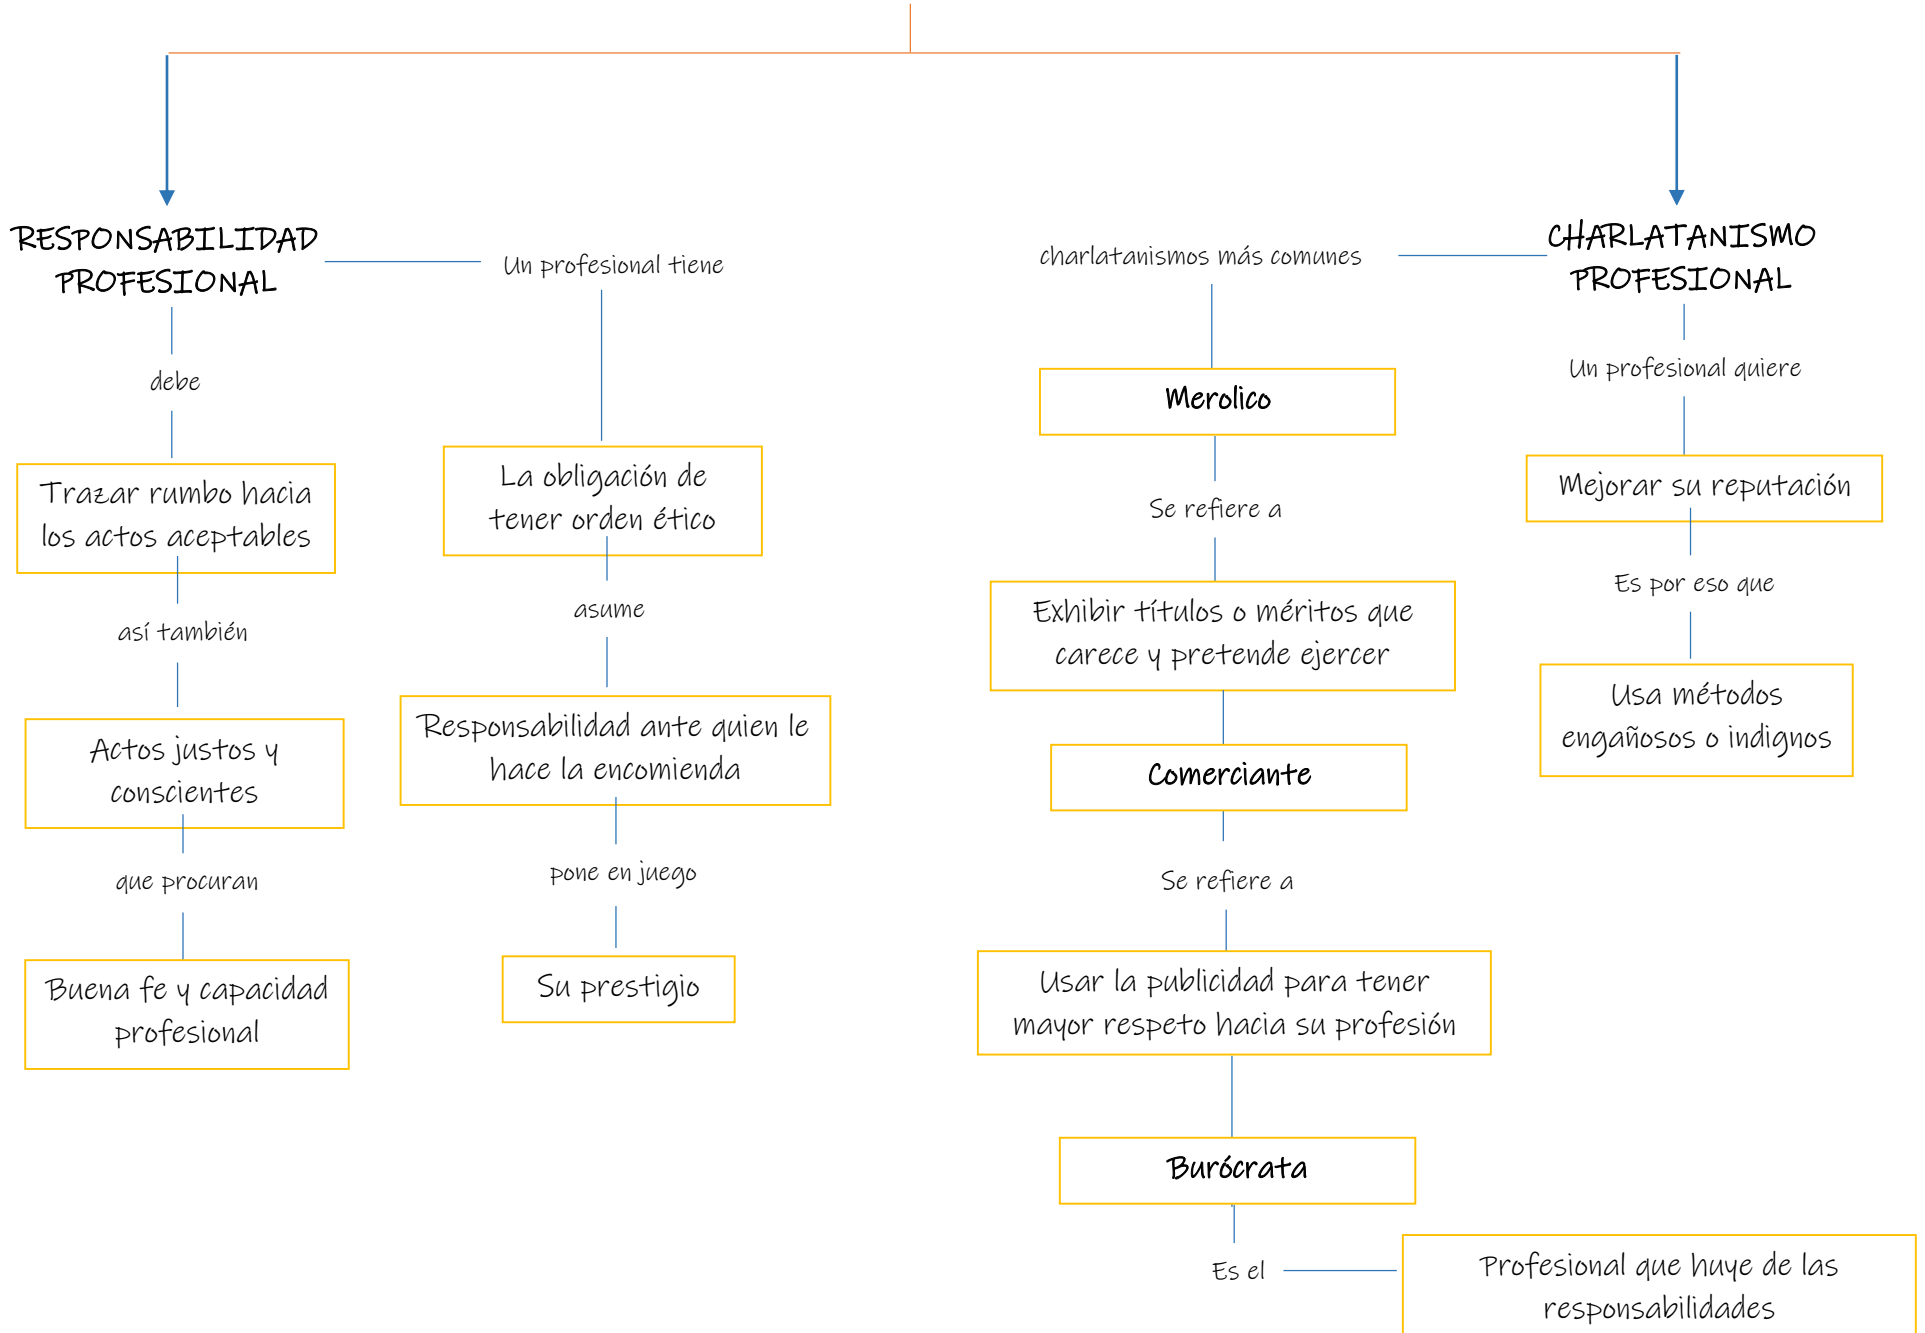 RESPONSABILIDAD
PROFESIONAL
debe
Trazar rumbo hacia
los actos aceptables
así también
Actos justos y
conscientes
que procuran
Buena fe y capacidad
profesional
Un profesional tiene
La obligación de
tener orden ético
asume
Responsabilidad ante quien le
hace la encomienda
pone en juego
Su prestigio
CHARLATANISMO
PROFESIONAL
charlatanismos más comunes
Merolico
Se refiere a
Exhibir títulos o méritos que
carece y pretende ejercer
Comerciante
Se refiere a
Usar la publicidad para tener
mayor respeto hacia su profesión
Burócrata
Es el
Profesional que huye de las
responsabilidades
Un profesional quiere
Mejorar su reputación
Es por eso que
Usa métodos
engañosos o indignos